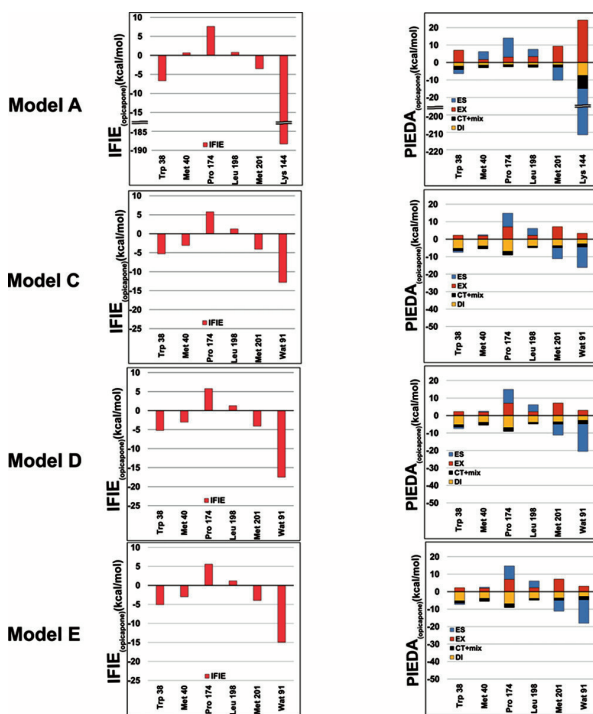 Model A
IFIE(opicapone)(kcal/mol)
10
5
0
-5
-10
-15
-185
-190
IFIE
Trp 38
Met 40
Pro 174
Leu 198
Met 201
Lys 144
PIEDA(opicapone)(kcal/mol)
20
10
0
-10
-20
-200
-210
-220
ES
EX
CT+mix
DI
Trp 38
Met 40
Pro 174
Leu 198
Met 201
Lys 144
Model C
IFIE(opicapone)(kcal/mol)
10
5
0
-5
-10
-15
-20
-25
IFIE
Trp 38
Met 40
Pro 174
Leu 198
Met 201
Wat 91
PIEDA(opicapone)(kcal/mol)
20
10
0
-10
-20
-30
-40
-50
ES
EX
CT+mix
DI
Trp 38
Met 40
Pro 174
Leu 198
Met 201
Wat 91
Model D
IFIE(opicapone)(kcal/mol)
10
5
0
-5
-10
-15
-20
-25
IFIE
Trp 38
Met 40
Pro 174
Leu 198
Met 201
Wat 91
PIEDA(opicapone)(kcal/mol)
20
10
0
-10
-20
-30
-40
-50
ES
EX
CT+mix
DI
Trp 38
Met 40
Pro 174
Leu 198
Met 201
Wat 91
Model E
IFIE(opicapone)(kcal/mol)
10
5
0
-5
-10
-15
-20
-25
IFIE
Trp 38
Met 40
Pro 174
Leu 198
Met 201
Wat 91
PIEDA(opicapone)(kcal/mol)
20
10
0
-10
-20
-30
-40
-50
ES
EX
CT+mix
DI
Trp 38
Met 40
Pro 174
Leu 198
Met 201
Wat 91